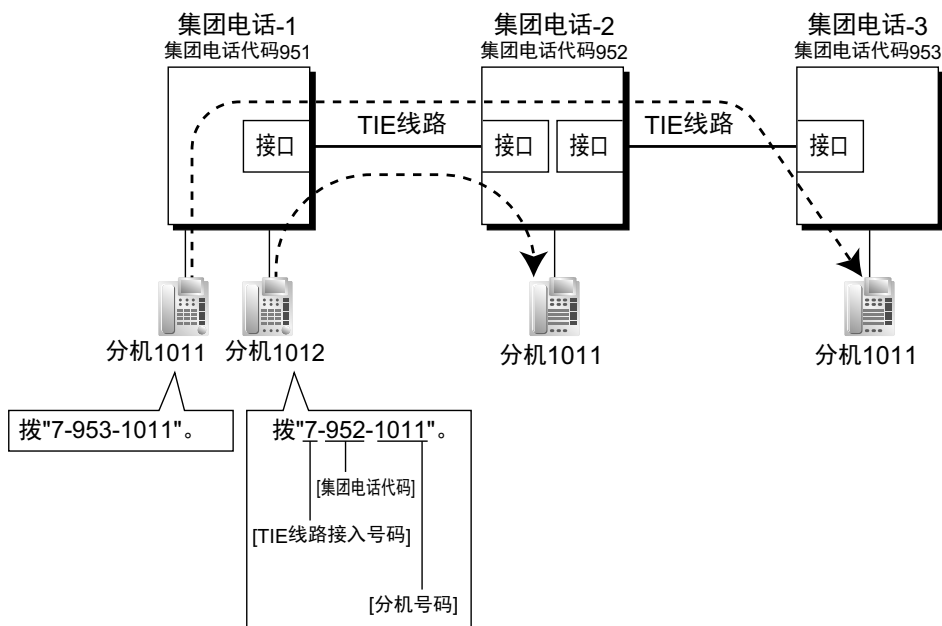 集团电话-1
集团电话代码951
集团电话-2
集团电话代码952
集团电话-3
集团电话代码953
TIE线路
TIE线路
接口
接口
接口
接口
分机1011
分机1012
分机1011
分机1011
拨"7-953-1011"。
拨"7-952-1011"。
[集团电话代码]
[TIE线路接入号码]
[分机号码]